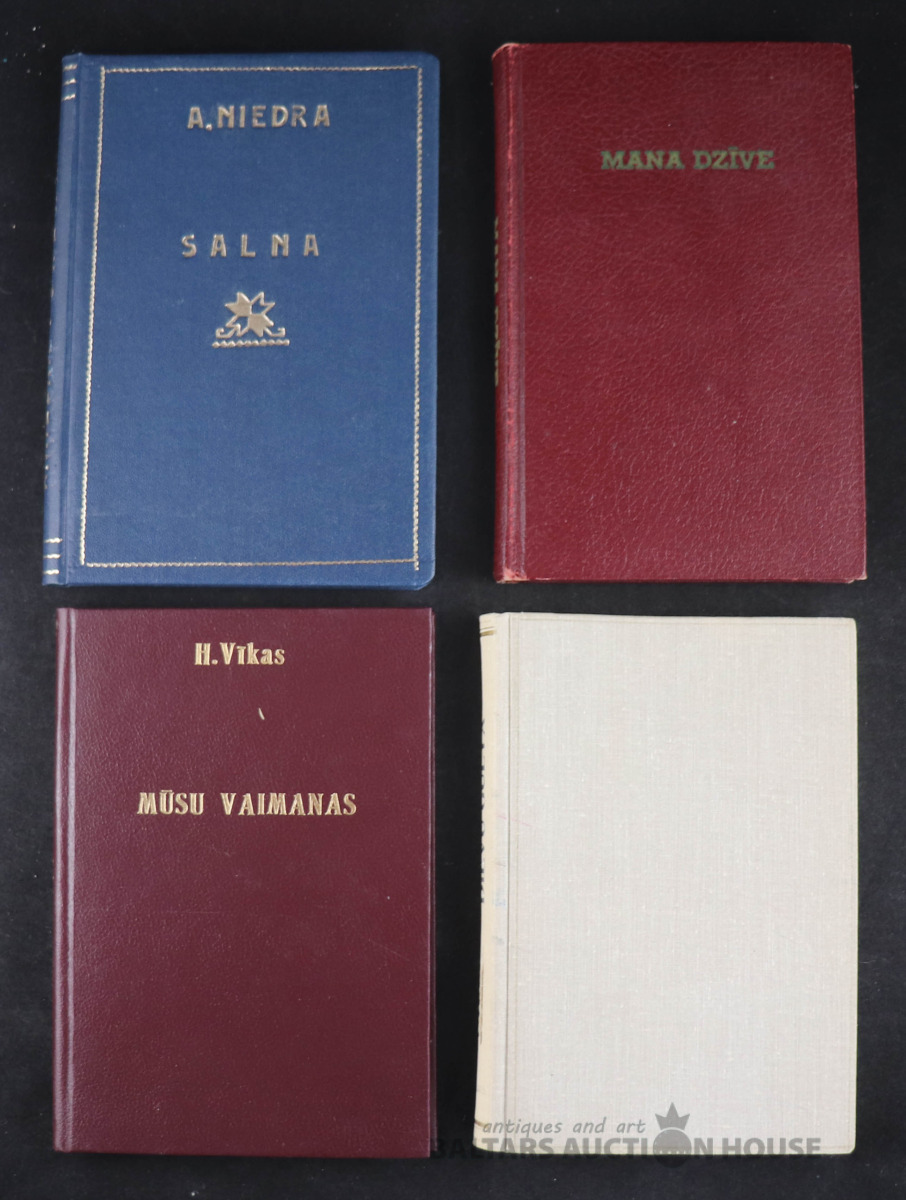 A. NIEDRA
SALNA
MANA DZĪVE
H. Vīkas
MŪSU VAIMANAS
antiques and art
BALTARS AUCTION HOUSE